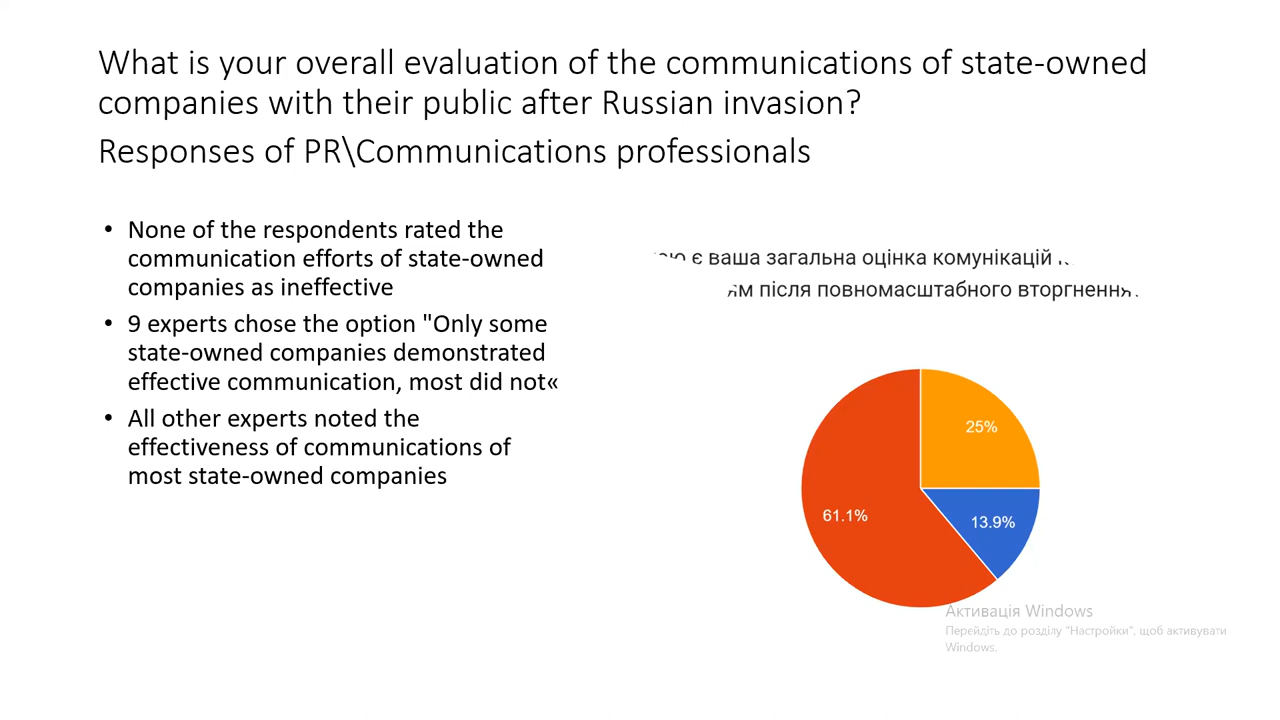 What is your overall evaluation of the communications of state-owned
companies with their public after Russian invasion?
Responses of PR\Communications professionals
• None of the respondents rated the
communication efforts of state-owned
companies as ineffective
• 9 experts chose the option "Only some
state-owned companies demonstrated
effective communication, most did not«
• All other experts noted the
effectiveness of communications of
most state-owned companies
є ваша загальна оцінка комунікацій
після повномасштабного вторгнення
25%
61.1%
13.9%
Активація Windows
Перейдіть до розділу "Настройки", щоб активувати
Windows.